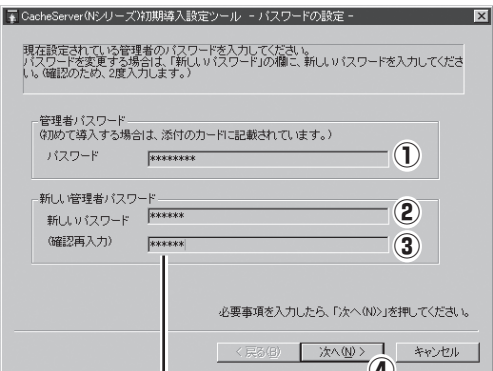 CacheServer(Nシリーズ)初期導入設定ツール - パスワードの設定 -
現在設定されている管理者のパスワードを入力してください。
パスワードを変更する場合は、「新しいパスワード」の欄に、新しいパスワードを入力してくださ
い。(確認のため、2度入力します。)
管理者パスワード
(初めて導入する場合は、添付のカードに記載されています。)
パスワード ******** ①
新しい管理者パスワード
新しいパスワード ****** ②
(確認再入力) ****** ③
必要事項を入力したら、「次へ(N)>」を押してください。
< 戻る(B) 次へ(N) > キャンセル
④